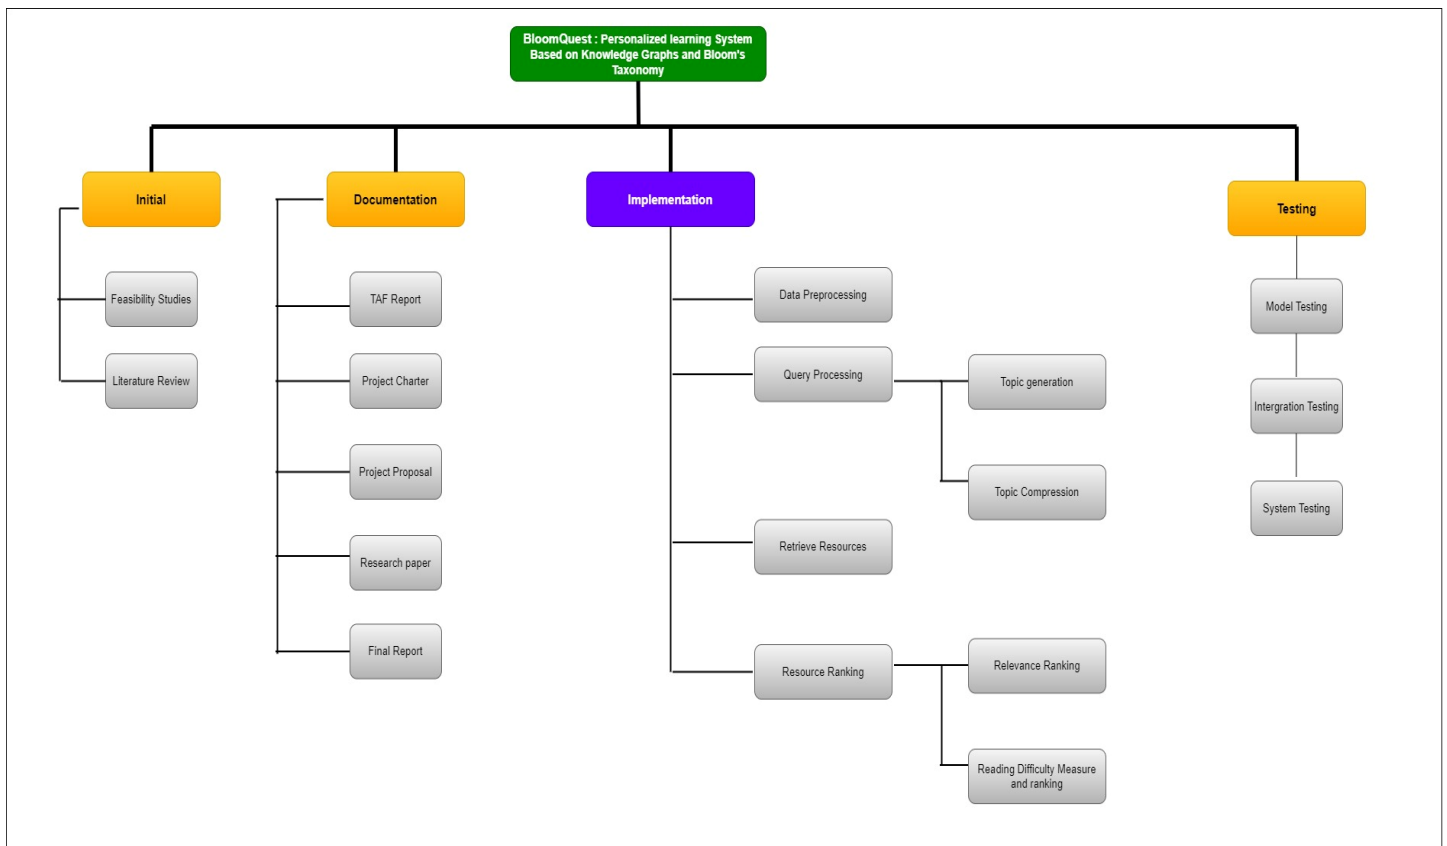 BloomQuest : Personalized learning System
Based on Knowledge Graphs and Bloom's
Taxonomy
Initial
Feasibility Studies
Literature Review
Documentation
TAF Report
Project Charter
Project Proposal
Research paper
Final Report
Implementation
Data Preprocessing
Query Processing
Topic generation
Topic Compression
Retrieve Resources
Resource Ranking
Relevance Ranking
Reading Difficulty Measure
and ranking
Testing
Model Testing
Intergration Testing
System Testing